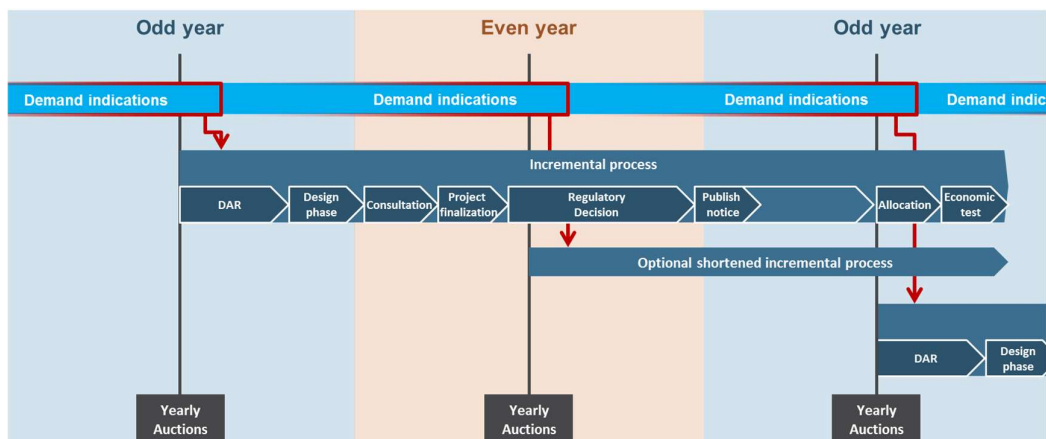 Odd year
Even year
Odd year
Demand indications
Demand indications
Demand indications
Demand indic
Incremental process
DAR
Design
phase
Consultation
Project
finalization
Regulatory
Decision
Publish
notice
Allocation
Economic
test
Optional shortened incremental process
DAR
Design
phase
Yearly
Auctions
Yearly
Auctions
Yearly
Auctions